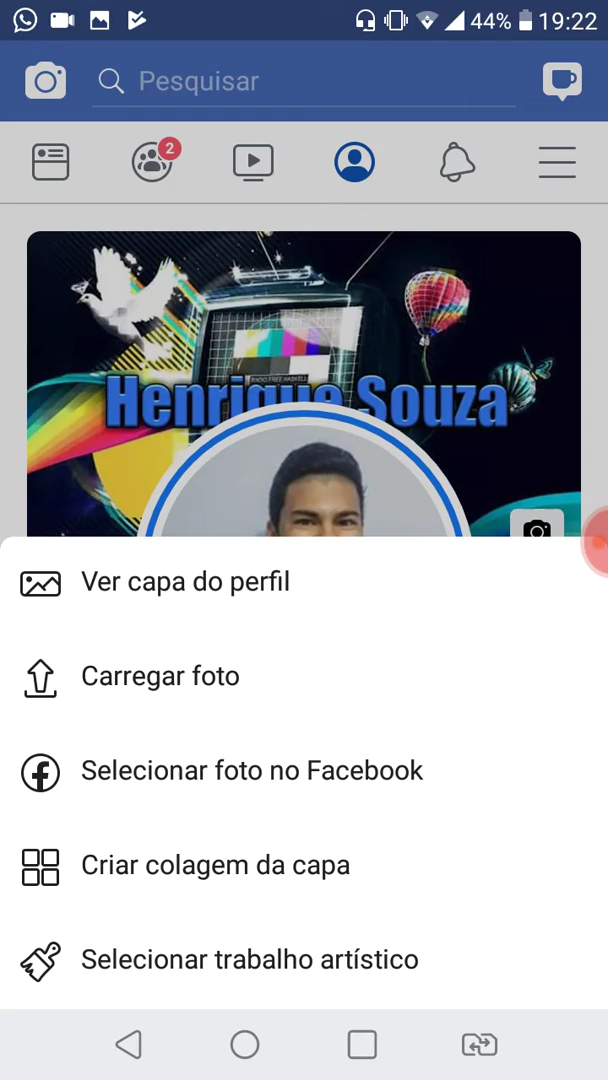 44% 19:22
Pesquisar
2
Henrique Souza
Ver capa do perfil
Carregar foto
Selecionar foto no Facebook
Criar colagem da capa
Selecionar trabalho artístico